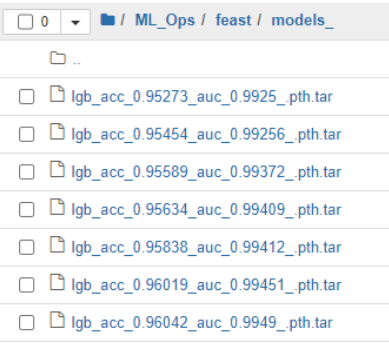 0 / ML_Ops / feast / models_
..
lgb_acc_0.95273_auc_0.9925_.pth.tar
lgb_acc_0.95454_auc_0.99256_.pth.tar
lgb_acc_0.95589_auc_0.99372_.pth.tar
lgb_acc_0.95634_auc_0.99409_.pth.tar
lgb_acc_0.95838_auc_0.99412_.pth.tar
lgb_acc_0.96019_auc_0.99451_.pth.tar
lgb_acc_0.96042_auc_0.9949_.pth.tar